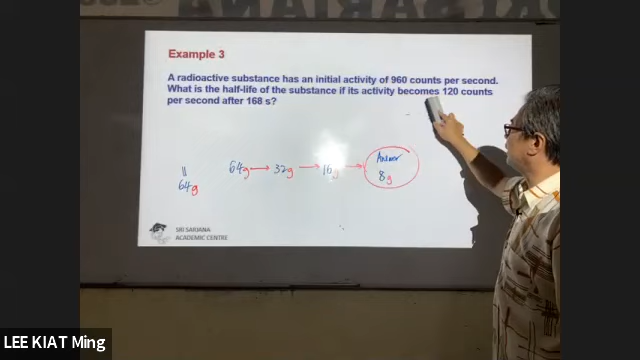 Example 3
A radioactive substance has an initial activity of 960 counts per second.
What is the half-life of the substance if its activity becomes 120 counts
per second after 168 s?
Answer
64g → 32g → 16g → 8g
64g
SRI SARJANA
ACADEMIC CENTRE
LEE KIAT Ming